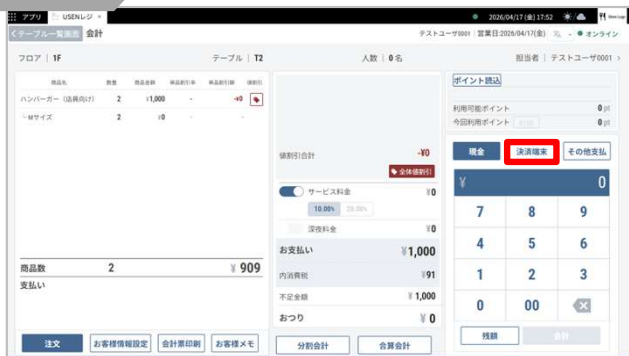 アプリ USENレジ ×
2026/04/17(金) 17:52
<テーブル一覧画面 会計
テストユーザ0001 営業日:2026/04/17(金) オンライン
フロア 1F テーブル T2 人数 0名 担当者 テストユーザ0001 >
商品名 数量 商品金額 単品割引率 単品割引額 値割引
ハンバーガー(店員向け) 2 ¥1,000 - -¥0
Mサイズ 2 ¥0 - -
商品数 2 ¥ 909
支払い
注文 お客様情報設定 会計票印刷 お客様メモ
値割引合計 -¥0
全体値割引
サービス料金 ¥0
10.00% 20.00%
深夜料金 ¥0
お支払い ¥1,000
内消費税 ¥91
不足金額 ¥ 1,000
おつり ¥ 0
分割会計 合算会計
ポイント読込
利用可能ポイント 0 pt
今回利用ポイント 0 pt
現金 決済端末 その他支払
¥ 0
7 8 9
4 5 6
1 2 3
0 00
残額 会計